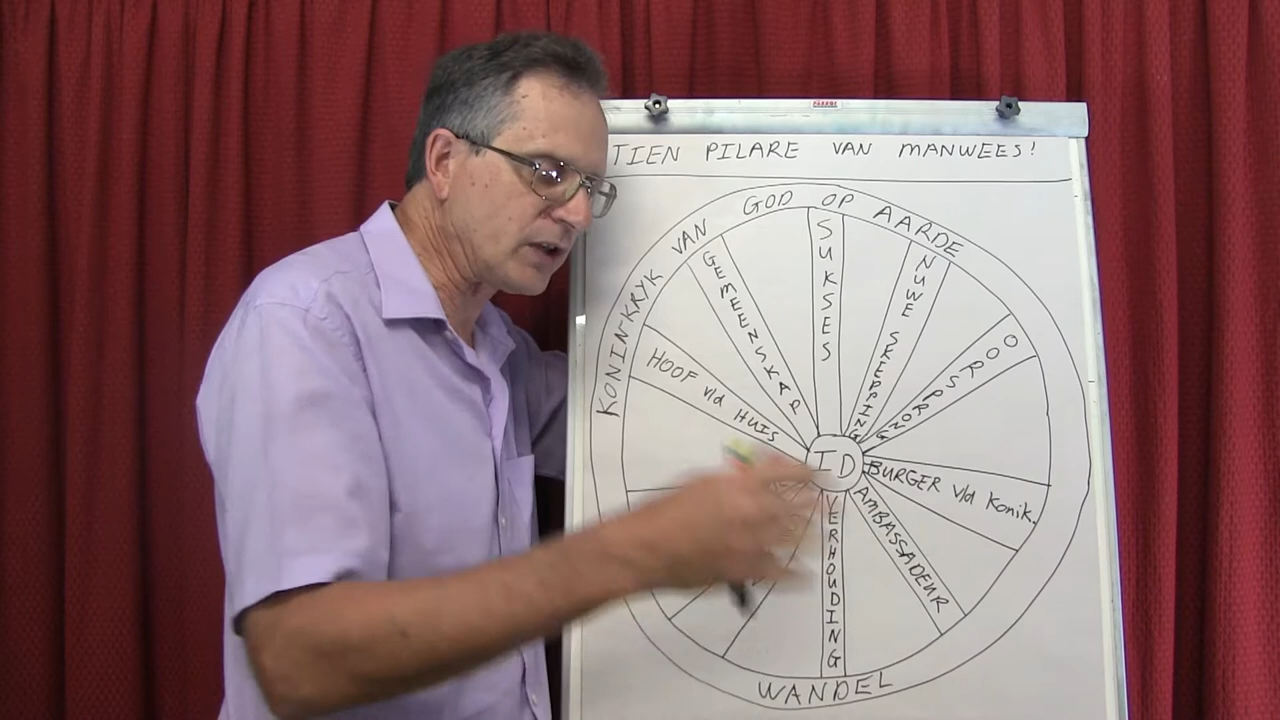 TIEN PILARE VAN MANWEES!
KONINKRYK VAN GOD OP AARDE
SUKSES
NUWE SKEPPING
OORSPRONG
BURGER v/d Konik.
AMBASSADEUR
VERHOUDING
HOOF v/d HUIS
GEMEENSKAP
ID
WANDEL